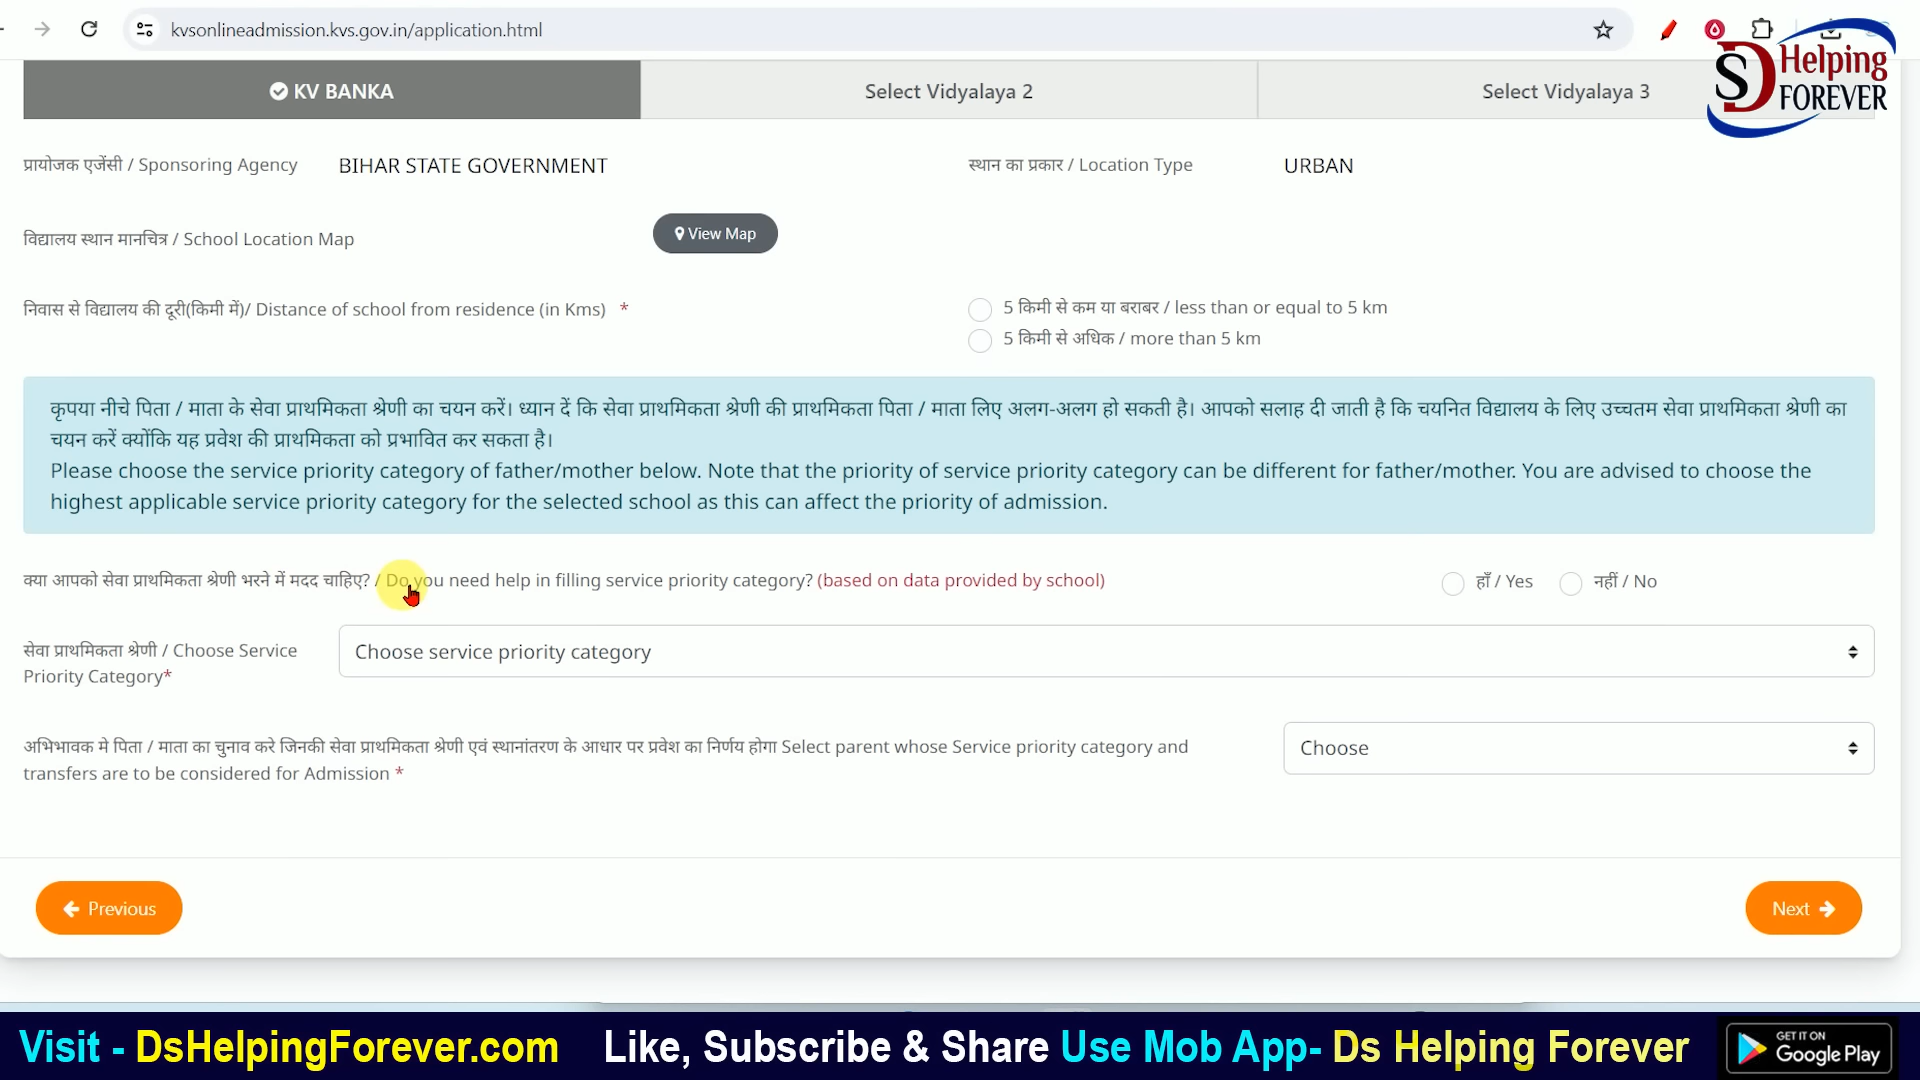 kvsonlineadmission.kvs.gov.in/application.html
SD Helping
FOREVER
KV BANKA
Select Vidyalaya 2
Select Vidyalaya 3
प्रायोजक एजेंसी / Sponsoring Agency
BIHAR STATE GOVERNMENT
स्थान का प्रकार / Location Type
URBAN
विद्यालय स्थान मानचित्र / School Location Map
View Map
निवास से विद्यालय की दूरी(किमी में)/ Distance of school from residence (in Kms) *
5 किमी से कम या बराबर / less than or equal to 5 km
5 किमी से अधिक / more than 5 km
कृपया नीचे पिता / माता के सेवा प्राथमिकता श्रेणी का चयन करें। ध्यान दें कि सेवा प्राथमिकता श्रेणी की प्राथमिकता पिता / माता लिए अलग-अलग हो सकती है। आपको सलाह दी जाती है कि चयनित विद्यालय के लिए उच्चतम सेवा प्राथमिकता श्रेणी का
चयन करें क्योंकि यह प्रवेश की प्राथमिकता को प्रभावित कर सकता है।
Please choose the service priority category of father/mother below. Note that the priority of service priority category can be different for father/mother. You are advised to choose the
highest applicable service priority category for the selected school as this can affect the priority of admission.
क्या आपको सेवा प्राथमिकता श्रेणी भरने में मदद चाहिए? / Do you need help in filling service priority category? (based on data provided by school)
हाँ / Yes
नहीं / No
सेवा प्राथमिकता श्रेणी / Choose Service
Priority Category*
Choose service priority category
अभिभावक मे पिता / माता का चुनाव करे जिनकी सेवा प्राथमिकता श्रेणी एवं स्थानांतरण के आधार पर प्रवेश का निर्णय होगा Select parent whose Service priority category and
transfers are to be considered for Admission *
Choose
Previous
Next
Visit - DsHelpingForever.com
Like, Subscribe & Share Use Mob App- Ds Helping Forever
GET IT ON
Google Play